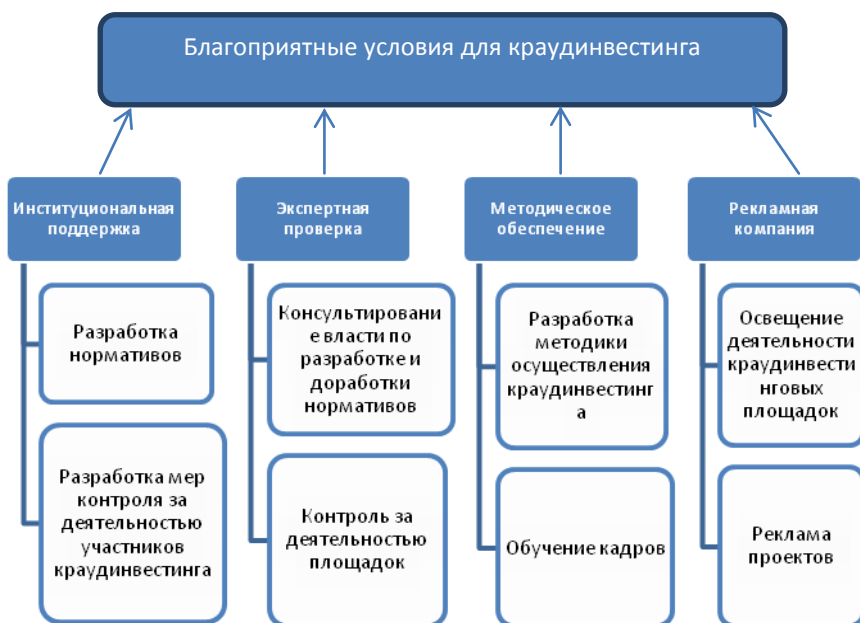 Благоприятные условия для краудинвестинга
Институциональная
поддержка
Экспертная
проверка
Методическое
обеспечение
Рекламная
компания
Разработка
нормативов
Консультировани
е власти по
разработке и
доработки
нормативов
Разработка
методики
осуществления
краудинвестинг
а
Освещение
деятельности
краудинвести
нговых
площадок
Разработка мер
контроля за
деятельностью
участников
краудинвестинга
Контроль за
деятельностью
площадок
Обучение кадров
Реклама
проектов